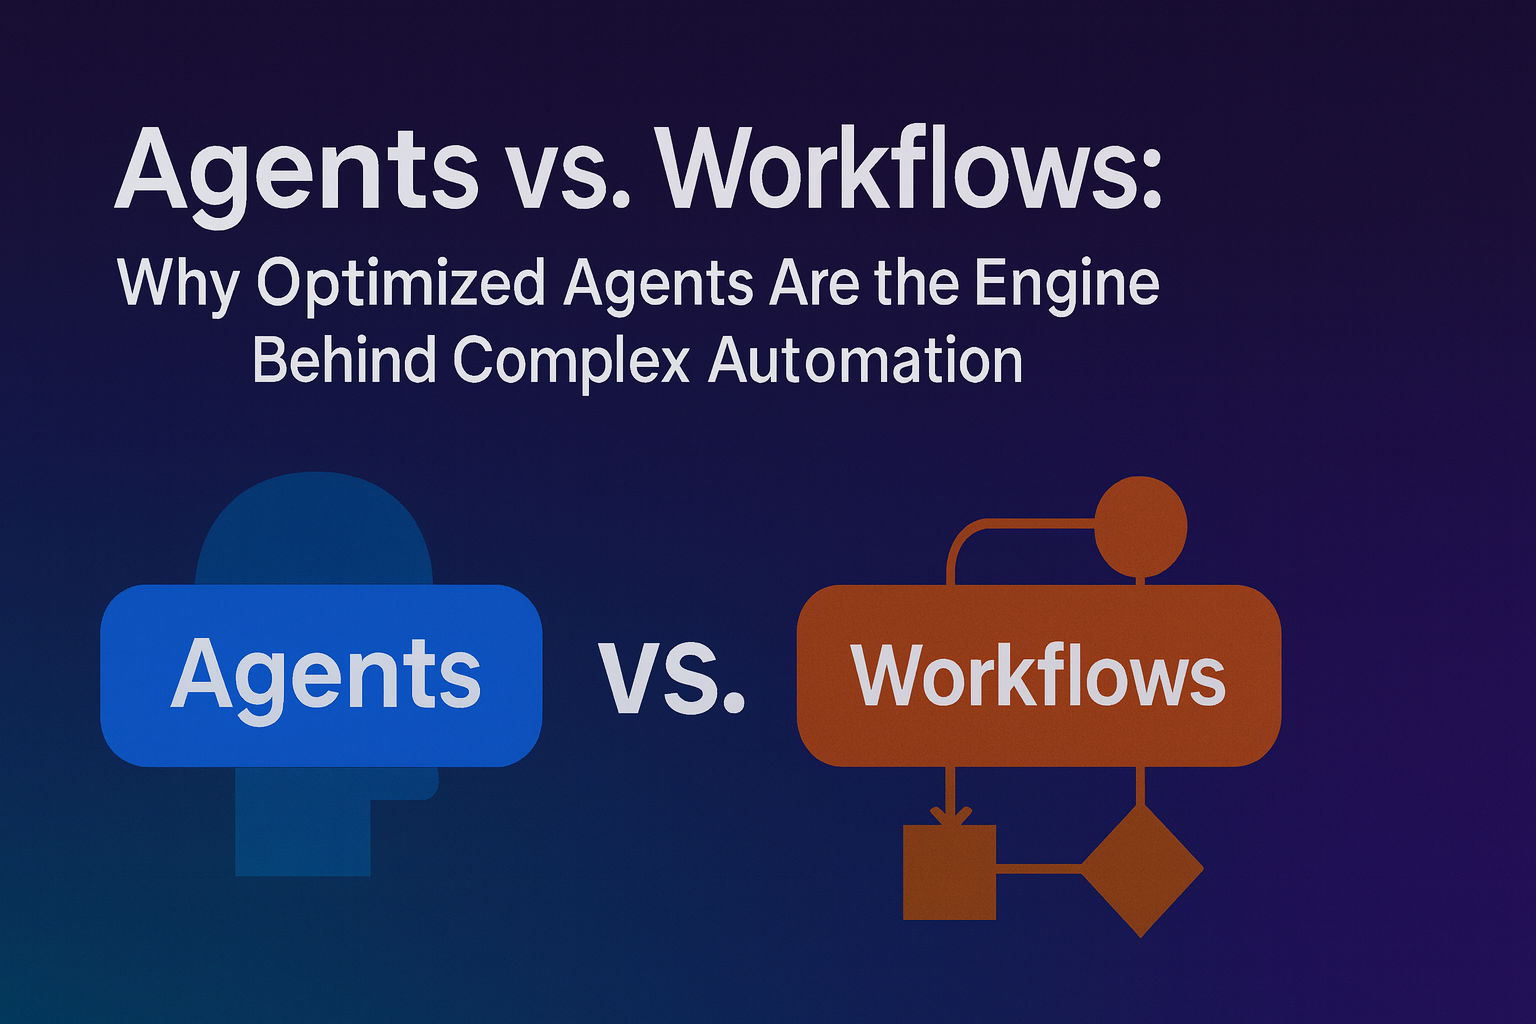 Agents vs. Workflows:
Why Optimized Agents Are the Engine
Behind Complex Automation
Agents
vs.
Workflows